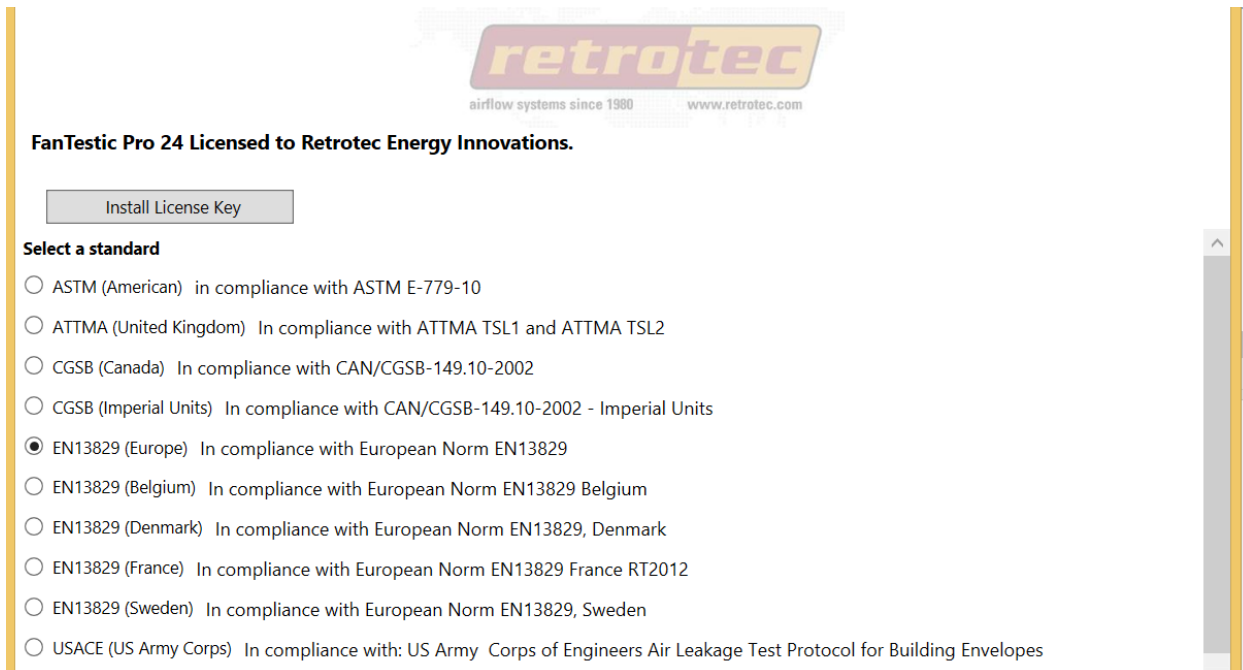 retrotec
airflow systems since 1980 www.retrotec.com
FanTestic Pro 24 Licensed to Retrotec Energy Innovations.
Install License Key
Select a standard
ASTM (American) in compliance with ASTM E-779-10
ATTMA (United Kingdom) In compliance with ATTMA TSL1 and ATTMA TSL2
CGSB (Canada) In compliance with CAN/CGSB-149.10-2002
CGSB (Imperial Units) In compliance with CAN/CGSB-149.10-2002 - Imperial Units
EN13829 (Europe) In compliance with European Norm EN13829
EN13829 (Belgium) In compliance with European Norm EN13829 Belgium
EN13829 (Denmark) In compliance with European Norm EN13829, Denmark
EN13829 (France) In compliance with European Norm EN13829 France RT2012
EN13829 (Sweden) In compliance with European Norm EN13829, Sweden
USACE (US Army Corps) In compliance with: US Army Corps of Engineers Air Leakage Test Protocol for Building Envelopes